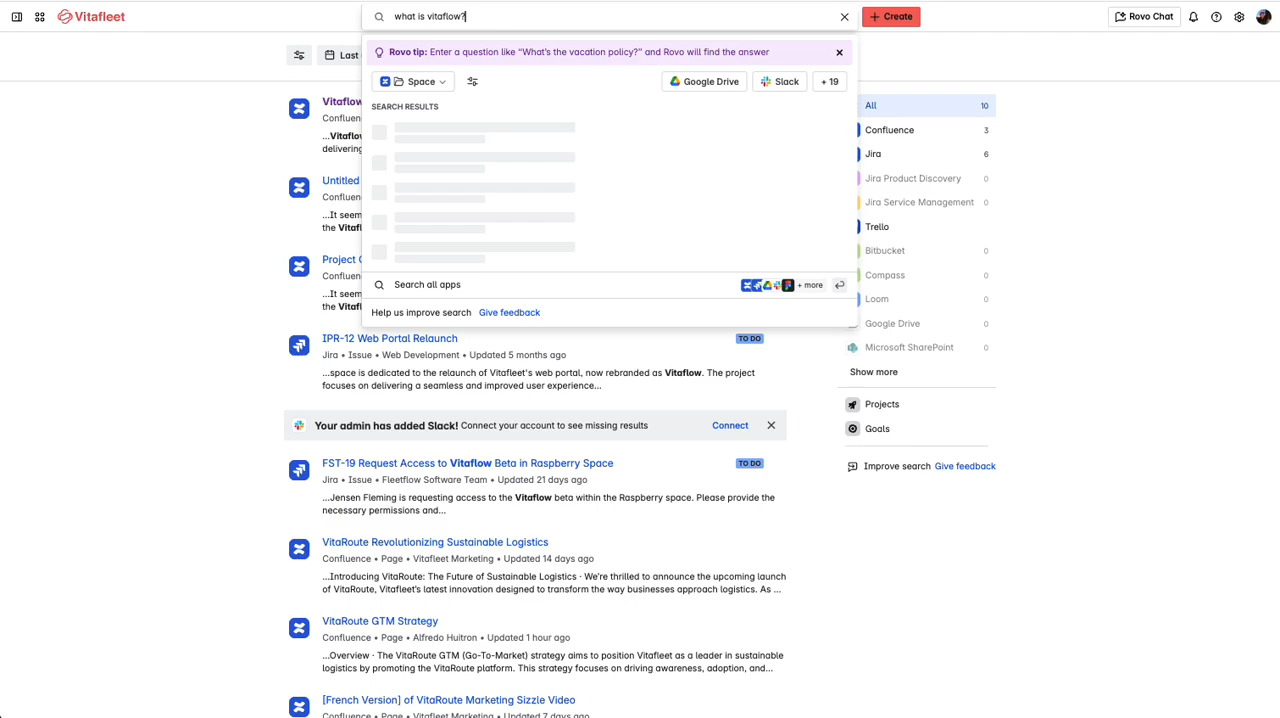 Vitafleet
what is vitaflow?
Create
Rovo Chat
Rovo tip: Enter a question like “What's the vacation policy?” and Rovo will find the answer
Last
Space
Google Drive
Slack
+ 19
SEARCH RESULTS
Search all apps
+ more
Help us improve search Give feedback
Vitaflow
Confluen
...Vitaflow
delivering
Untitled
Confluen
...It seem
the Vitafl
Project
Confluen
...It seem
the Vitafl
IPR-12 Web Portal Relaunch
TO DO
Jira • Issue • Web Development • Updated 5 months ago
...space is dedicated to the relaunch of Vitafleet's web portal, now rebranded as Vitaflow. The project
focuses on delivering a seamless and improved user experience...
Your admin has added Slack! Connect your account to see missing results
Connect
FST-19 Request Access to Vitaflow Beta in Raspberry Space
TO DO
Jira • Issue • Fleetflow Software Team • Updated 21 days ago
...Jensen Fleming is requesting access to the Vitaflow beta within the Raspberry space. Please provide the
necessary permissions and...
VitaRoute Revolutionizing Sustainable Logistics
Confluence • Page • Vitafleet Marketing • Updated 14 days ago
...Introducing VitaRoute: The Future of Sustainable Logistics · We're thrilled to announce the upcoming launch
of VitaRoute, Vitafleet's latest innovation designed to transform the way businesses approach logistics. As ...
VitaRoute GTM Strategy
Confluence • Page • Alfredo Huitron • Updated 1 hour ago
...Overview · The VitaRoute GTM (Go-To-Market) strategy aims to position Vitafleet as a leader in sustainable
logistics by promoting the VitaRoute platform. This strategy focuses on driving awareness, adoption, and...
[French Version] of VitaRoute Marketing Sizzle Video
Confluence • Page • Vitafleet Marketing • Updated 7 days ago
All 10
Confluence 3
Jira 6
Jira Product Discovery 0
Jira Service Management 0
Trello
Bitbucket 0
Compass 0
Loom 0
Google Drive 0
Microsoft SharePoint 0
Show more
Projects
Goals
Improve search Give feedback